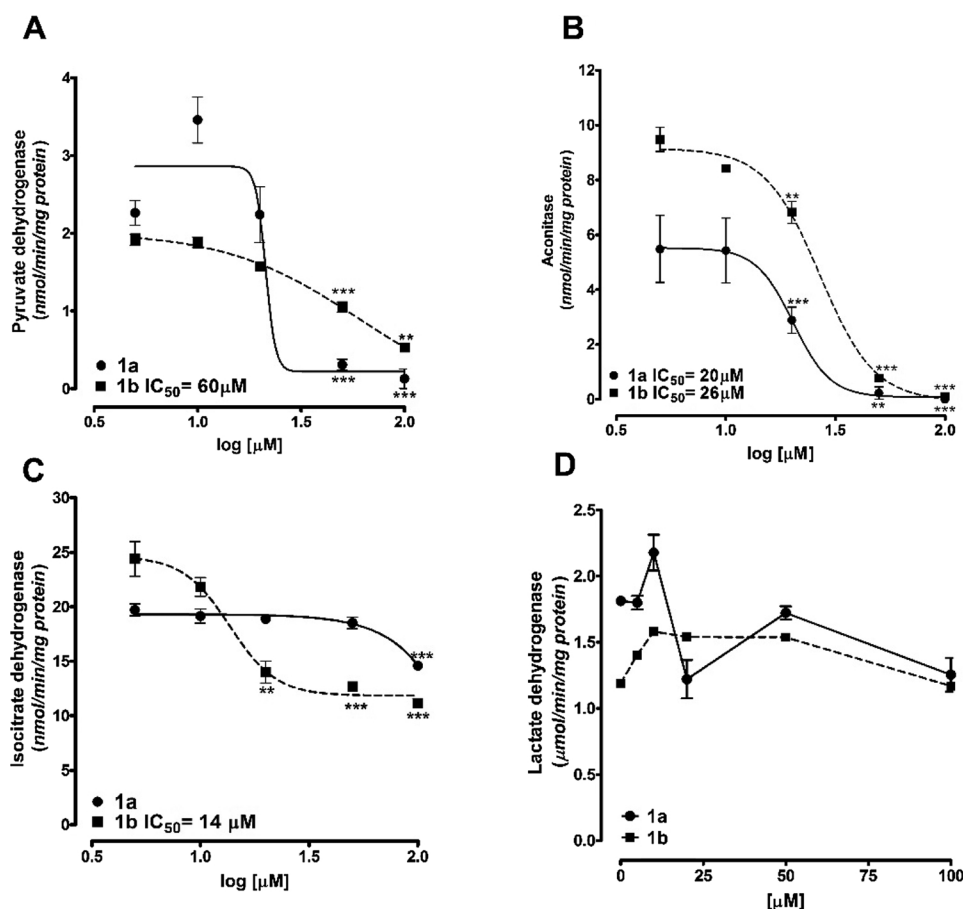 A
Pyruvate dehydrogenase
(nmol/min/mg protein)
4
3
2
1
0
***
**
***
***
1a
1b IC50= 60μM
0.5
1.0
1.5
2.0
log [μM]
B
Aconitase
(nmol/min/mg protein)
12
10
8
6
4
2
0
**
***
***
***
**
***
1a IC50= 20μM
1b IC50= 26μM
0.5
1.0
1.5
2.0
log [μM]
C
Isocitrate dehydrogenase
(nmol/min/mg protein)
30
25
20
15
10
5
0
***
**
***
***
1a
1b IC50= 14 μM
0.5
1.0
1.5
2.0
log [μM]
D
Lactate dehydrogenase
(μmol/min/mg protein)
2.5
2.0
1.5
1.0
0.5
0.0
1a
1b
0
25
50
75
100
[μM]